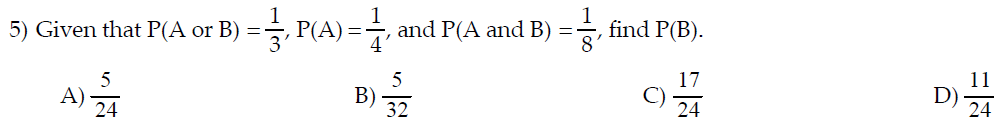 5) Given that P(A or B) = 1/3, P(A) = 1/4, and P(A and B) = 1/8, find P(B).
A) 5/24 B) 5/32 C) 17/24 D) 11/24